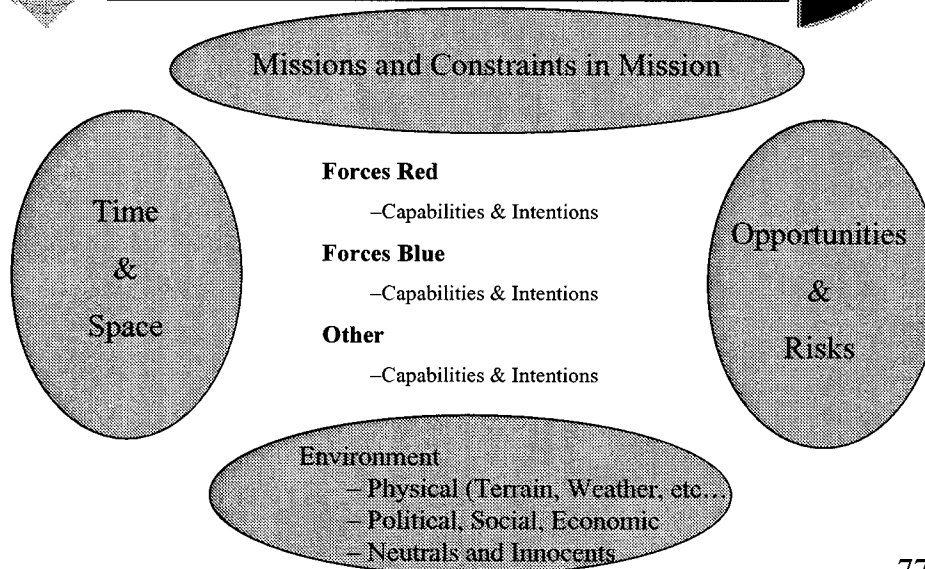 Missions and Constraints in Mission
Time
&
Space
Forces Red
–Capabilities & Intentions
Forces Blue
–Capabilities & Intentions
Other
–Capabilities & Intentions
Opportunities
&
Risks
Environment
– Physical (Terrain, Weather, etc…
– Political, Social, Economic
– Neutrals and Innocents
77